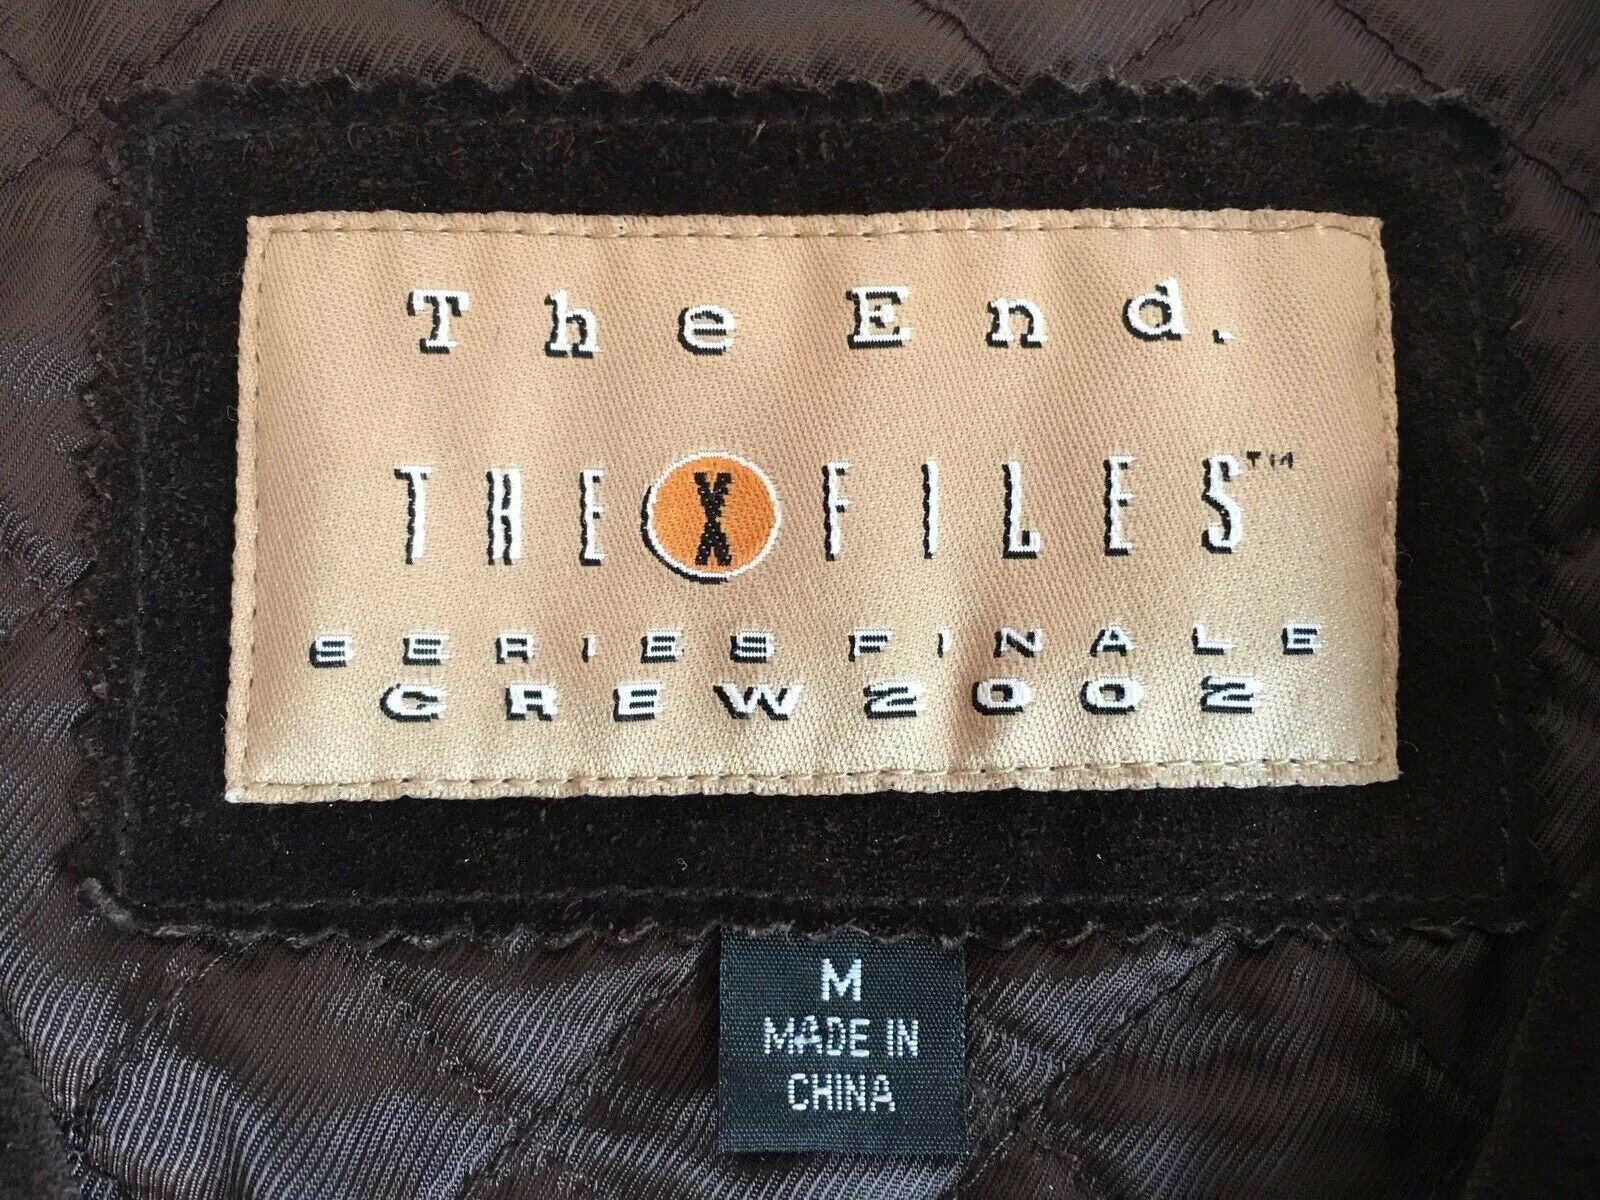 The End.
THE X FILES™
SERIES FINALE
CREW 2002
M
MADE IN
CHINA